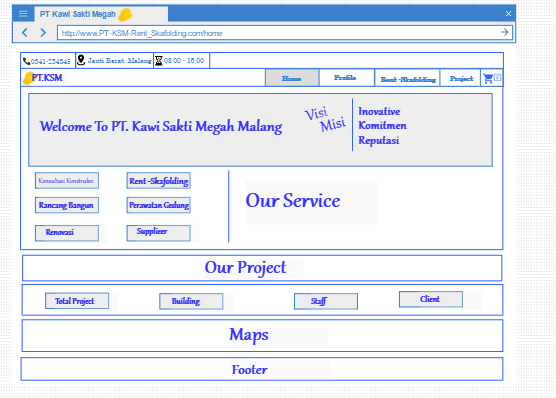 PT Kawi Sakti Megah
http://www.PT-KSM-Rent_Skafolding.com/home
0341-254545 Janti Barat, Malang 08:00 - 16:00
PT.KSM Home Profile Rent -Skafolding Project
Welcome To PT. Kawi Sakti Megah Malang
Visi
Misi
Inovative
Komitmen
Reputasi
Konsultasi Konstruksi Rent -Skafolding
Rancang Bangun Perawatan Gedung
Renovasi Supplieer
Our Service
Our Project
Total Project Building Staff Client
Maps
Footer